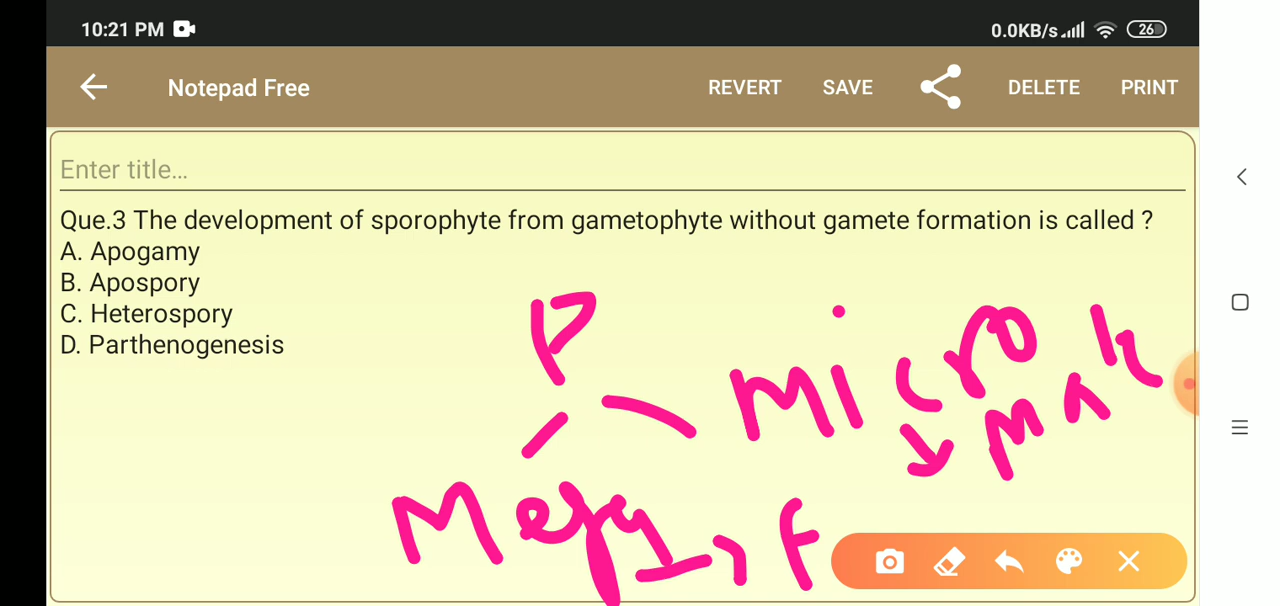 10:21 PM 0.0KB/s 26
Notepad Free REVERT SAVE DELETE PRINT
Enter title...
Que.3 The development of sporophyte from gametophyte without gamete formation is called ?
A. Apogamy
B. Apospory
C. Heterospory
D. Parthenogenesis
P
Micro
Mega F